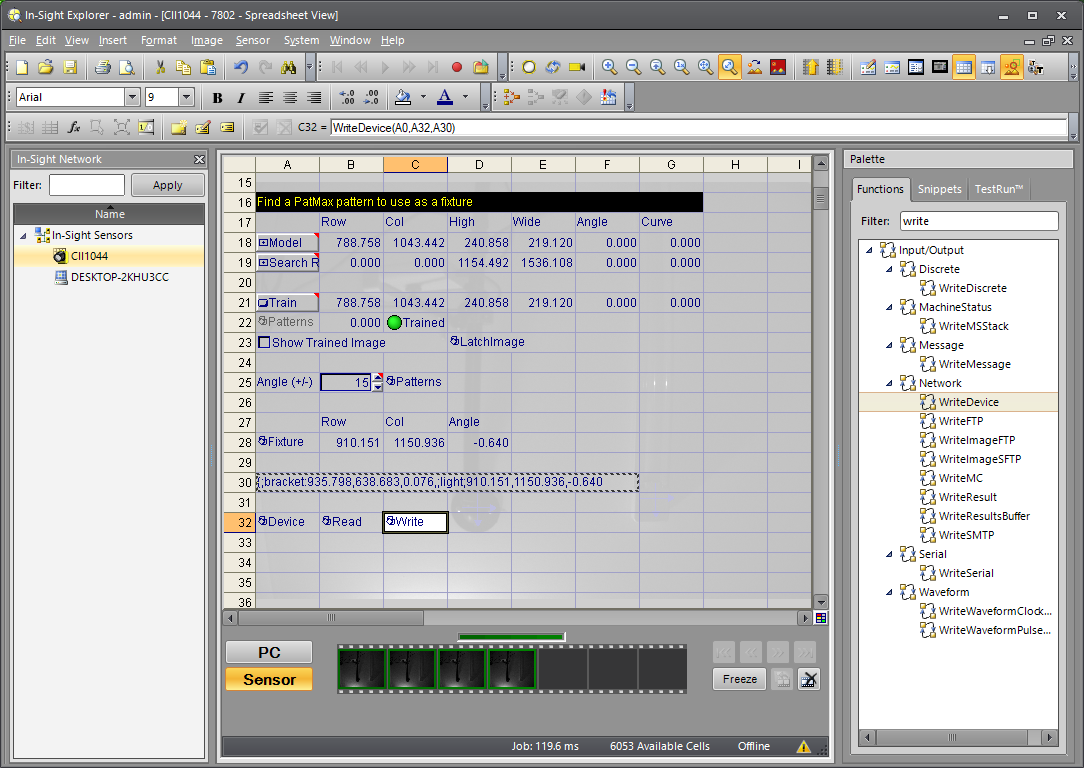 In-Sight Explorer - admin - [CII1044 - 7802 - Spreadsheet View]
File Edit View Insert Format Image Sensor System Window Help
Arial 9
C32 = WriteDevice(A0,A32,A30)
In-Sight Network
Filter: Apply
Name
In-Sight Sensors
CII1044
DESKTOP-2KHU3CC
A B C D E F G H I
15
16 Find a PatMax pattern to use as a fixture
17 Row Col High Wide Angle Curve
18 Model 788.758 1043.442 240.858 219.120 0.000 0.000
19 Search R 0.000 0.000 1154.492 1536.108 0.000 0.000
20
21 Train 788.758 1043.442 240.858 219.120 0.000 0.000
22 Patterns 0.000 Trained
23 Show Trained Image LatchImage
24
25 Angle (+/-) 15 Patterns
26
27 Row Col Angle
28 Fixture 910.151 1150.936 -0.640
29
30 (;bracket:935.798,638.683,0.076,;light;910.151,1150.936,-0.640
31
32 Device Read Write
33
34
35
36
PC
Sensor
Freeze
Job: 119.6 ms 6053 Available Cells Offline
Palette
Functions Snippets TestRun™
Filter: write
Input/Output
Discrete
WriteDiscrete
MachineStatus
WriteMSStack
Message
WriteMessage
Network
WriteDevice
WriteFTP
WriteImageFTP
WriteImageSFTP
WriteMC
WriteResult
WriteResultsBuffer
WriteSMTP
Serial
WriteSerial
Waveform
WriteWaveformClock...
WriteWaveformPulse...